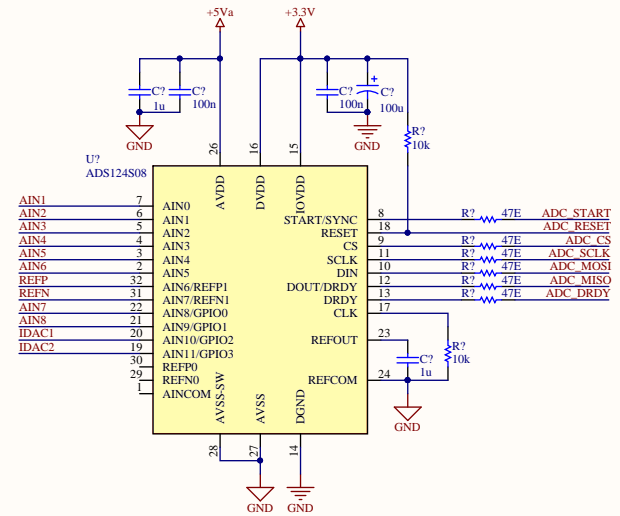 +5Va
+3.3V
C?
1u
C?
100n
C?
100n
+
C?
100u
GND
GND
R?
10k
U?
ADS124S08
26
16
15
AVDD
DVDD
IOVDD
AIN1
7
AIN0
AIN2
6
AIN1
AIN3
5
AIN2
AIN4
4
AIN3
AIN5
3
AIN4
AIN6
2
AIN5
REFP
32
AIN6/REFP1
REFN
31
AIN7/REFN1
AIN7
22
AIN8/GPIO0
AIN8
21
AIN9/GPIO1
IDAC1
20
AIN10/GPIO2
IDAC2
19
AIN11/GPIO3
30
REFP0
29
REFN0
1
AINCOM
START/SYNC
8
R?
47E
ADC_START
RESET
18
ADC_RESET
CS
9
R?
47E
ADC_CS
SCLK
11
R?
47E
ADC_SCLK
DIN
10
R?
47E
ADC_MOSI
DOUT/DRDY
12
R?
47E
ADC_MISO
DRDY
13
R?
47E
ADC_DRDY
CLK
17
REFOUT
23
C?
1u
R?
10k
REFCOM
24
GND
AVSS-SW
AVSS
DGND
28
27
14
GND
GND